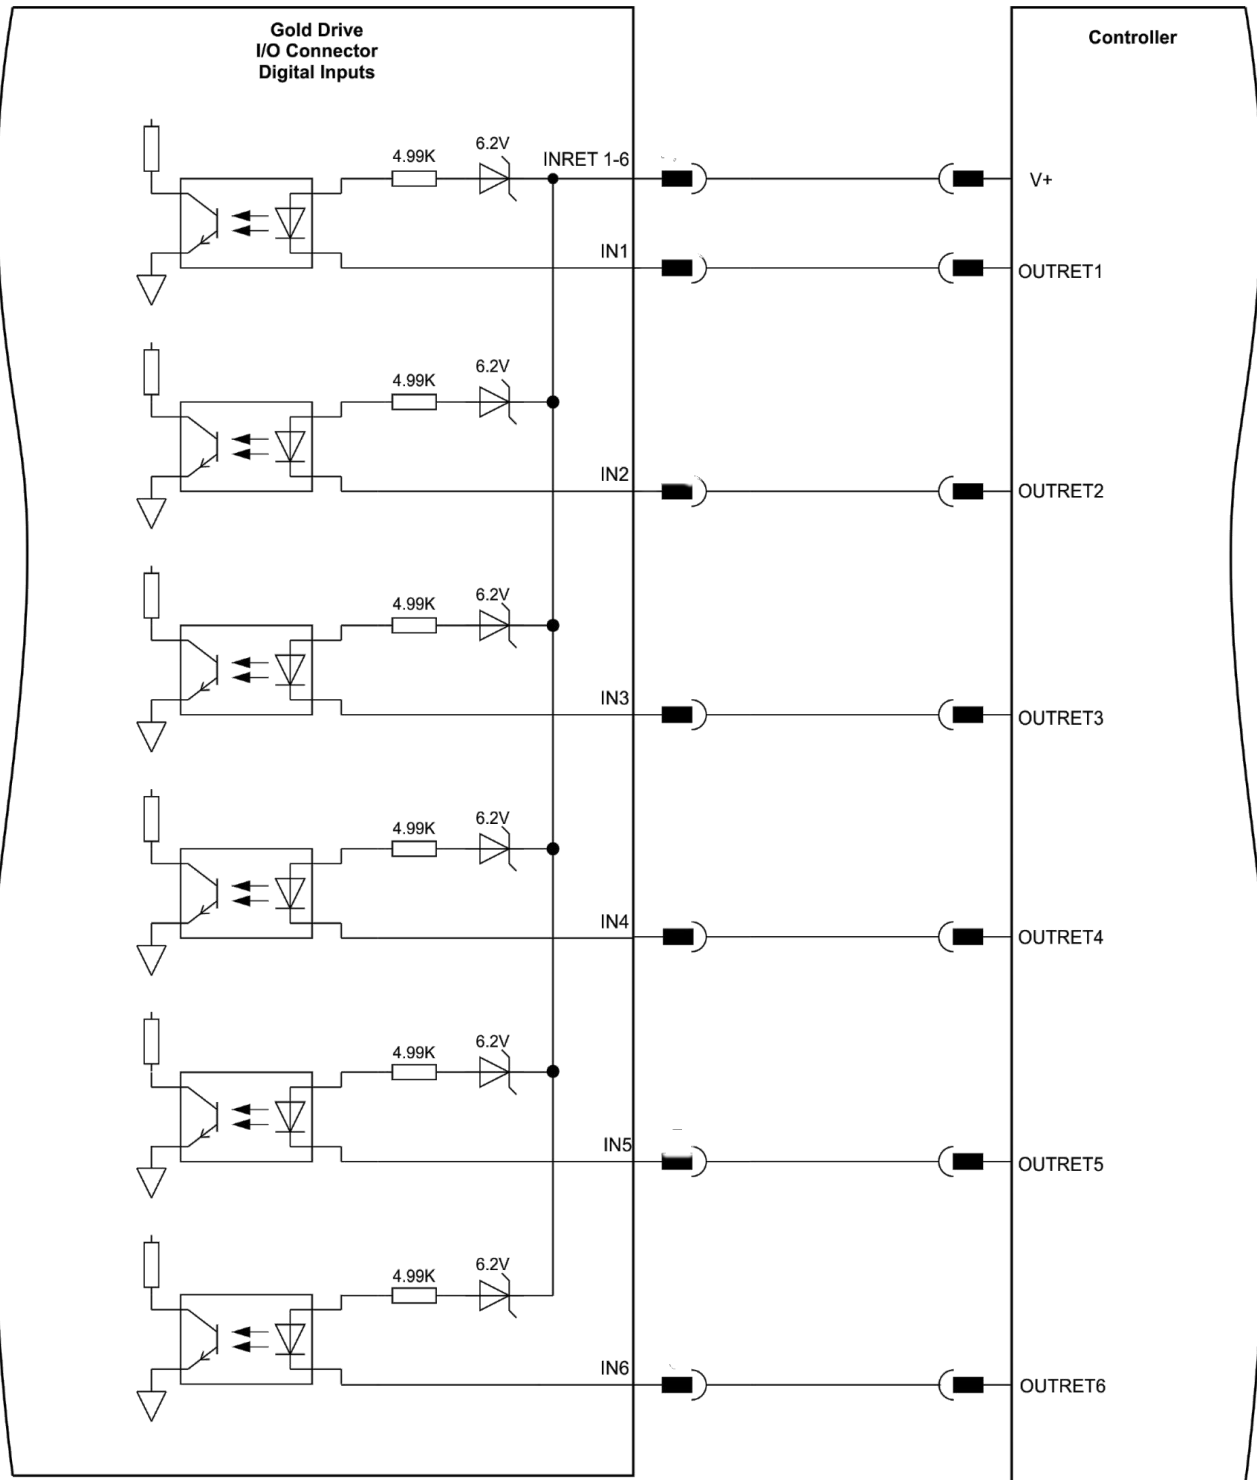 Gold Drive
I/O Connector
Digital Inputs
Controller
4.99K
6.2V
INRET 1-6
V+
IN1
OUTRET1
4.99K
6.2V
IN2
OUTRET2
4.99K
6.2V
IN3
OUTRET3
4.99K
6.2V
IN4
OUTRET4
4.99K
6.2V
IN5
OUTRET5
4.99K
6.2V
IN6
OUTRET6